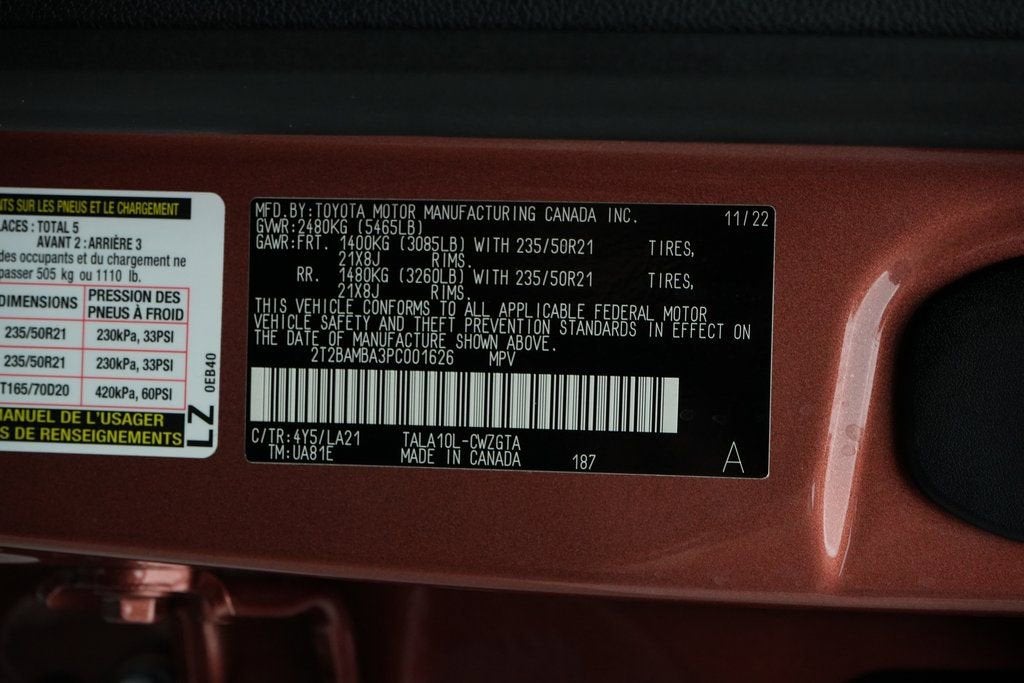 NTS SUR LES PNEUS ET LE CHARGEMENT
LACES : TOTAL 5
AVANT 2 : ARRIÈRE 3
des occupants et du chargement ne
passer 505 kg ou 1110 lb.
DIMENSIONS PRESSION DES PNEUS À FROID
235/50R21 230kPa, 33PSI
235/50R21 230kPa, 33PSI
T165/70D20 420kPa, 60PSI
MANUEL DE L'USAGER
S DE RENSEIGNEMENTS
LZ 0EB40
MFD.BY:TOYOTA MOTOR MANUFACTURING CANADA INC. 11/22
GVWR:2480KG (5465LB)
GAWR:FRT. 1400KG (3085LB) WITH 235/50R21 TIRES,
21X8J RIMS.
RR. 1480KG (3260LB) WITH 235/50R21 TIRES,
21X8J RIMS.
THIS VEHICLE CONFORMS TO ALL APPLICABLE FEDERAL MOTOR
VEHICLE SAFETY AND THEFT PREVENTION STANDARDS IN EFFECT ON
THE DATE OF MANUFACTURE SHOWN ABOVE.
2T2BAMBA3PC001626 MPV
C/TR:4Y5/LA21 TALA10L-CWZGTA
TM:UA81E MADE IN CANADA 187 A